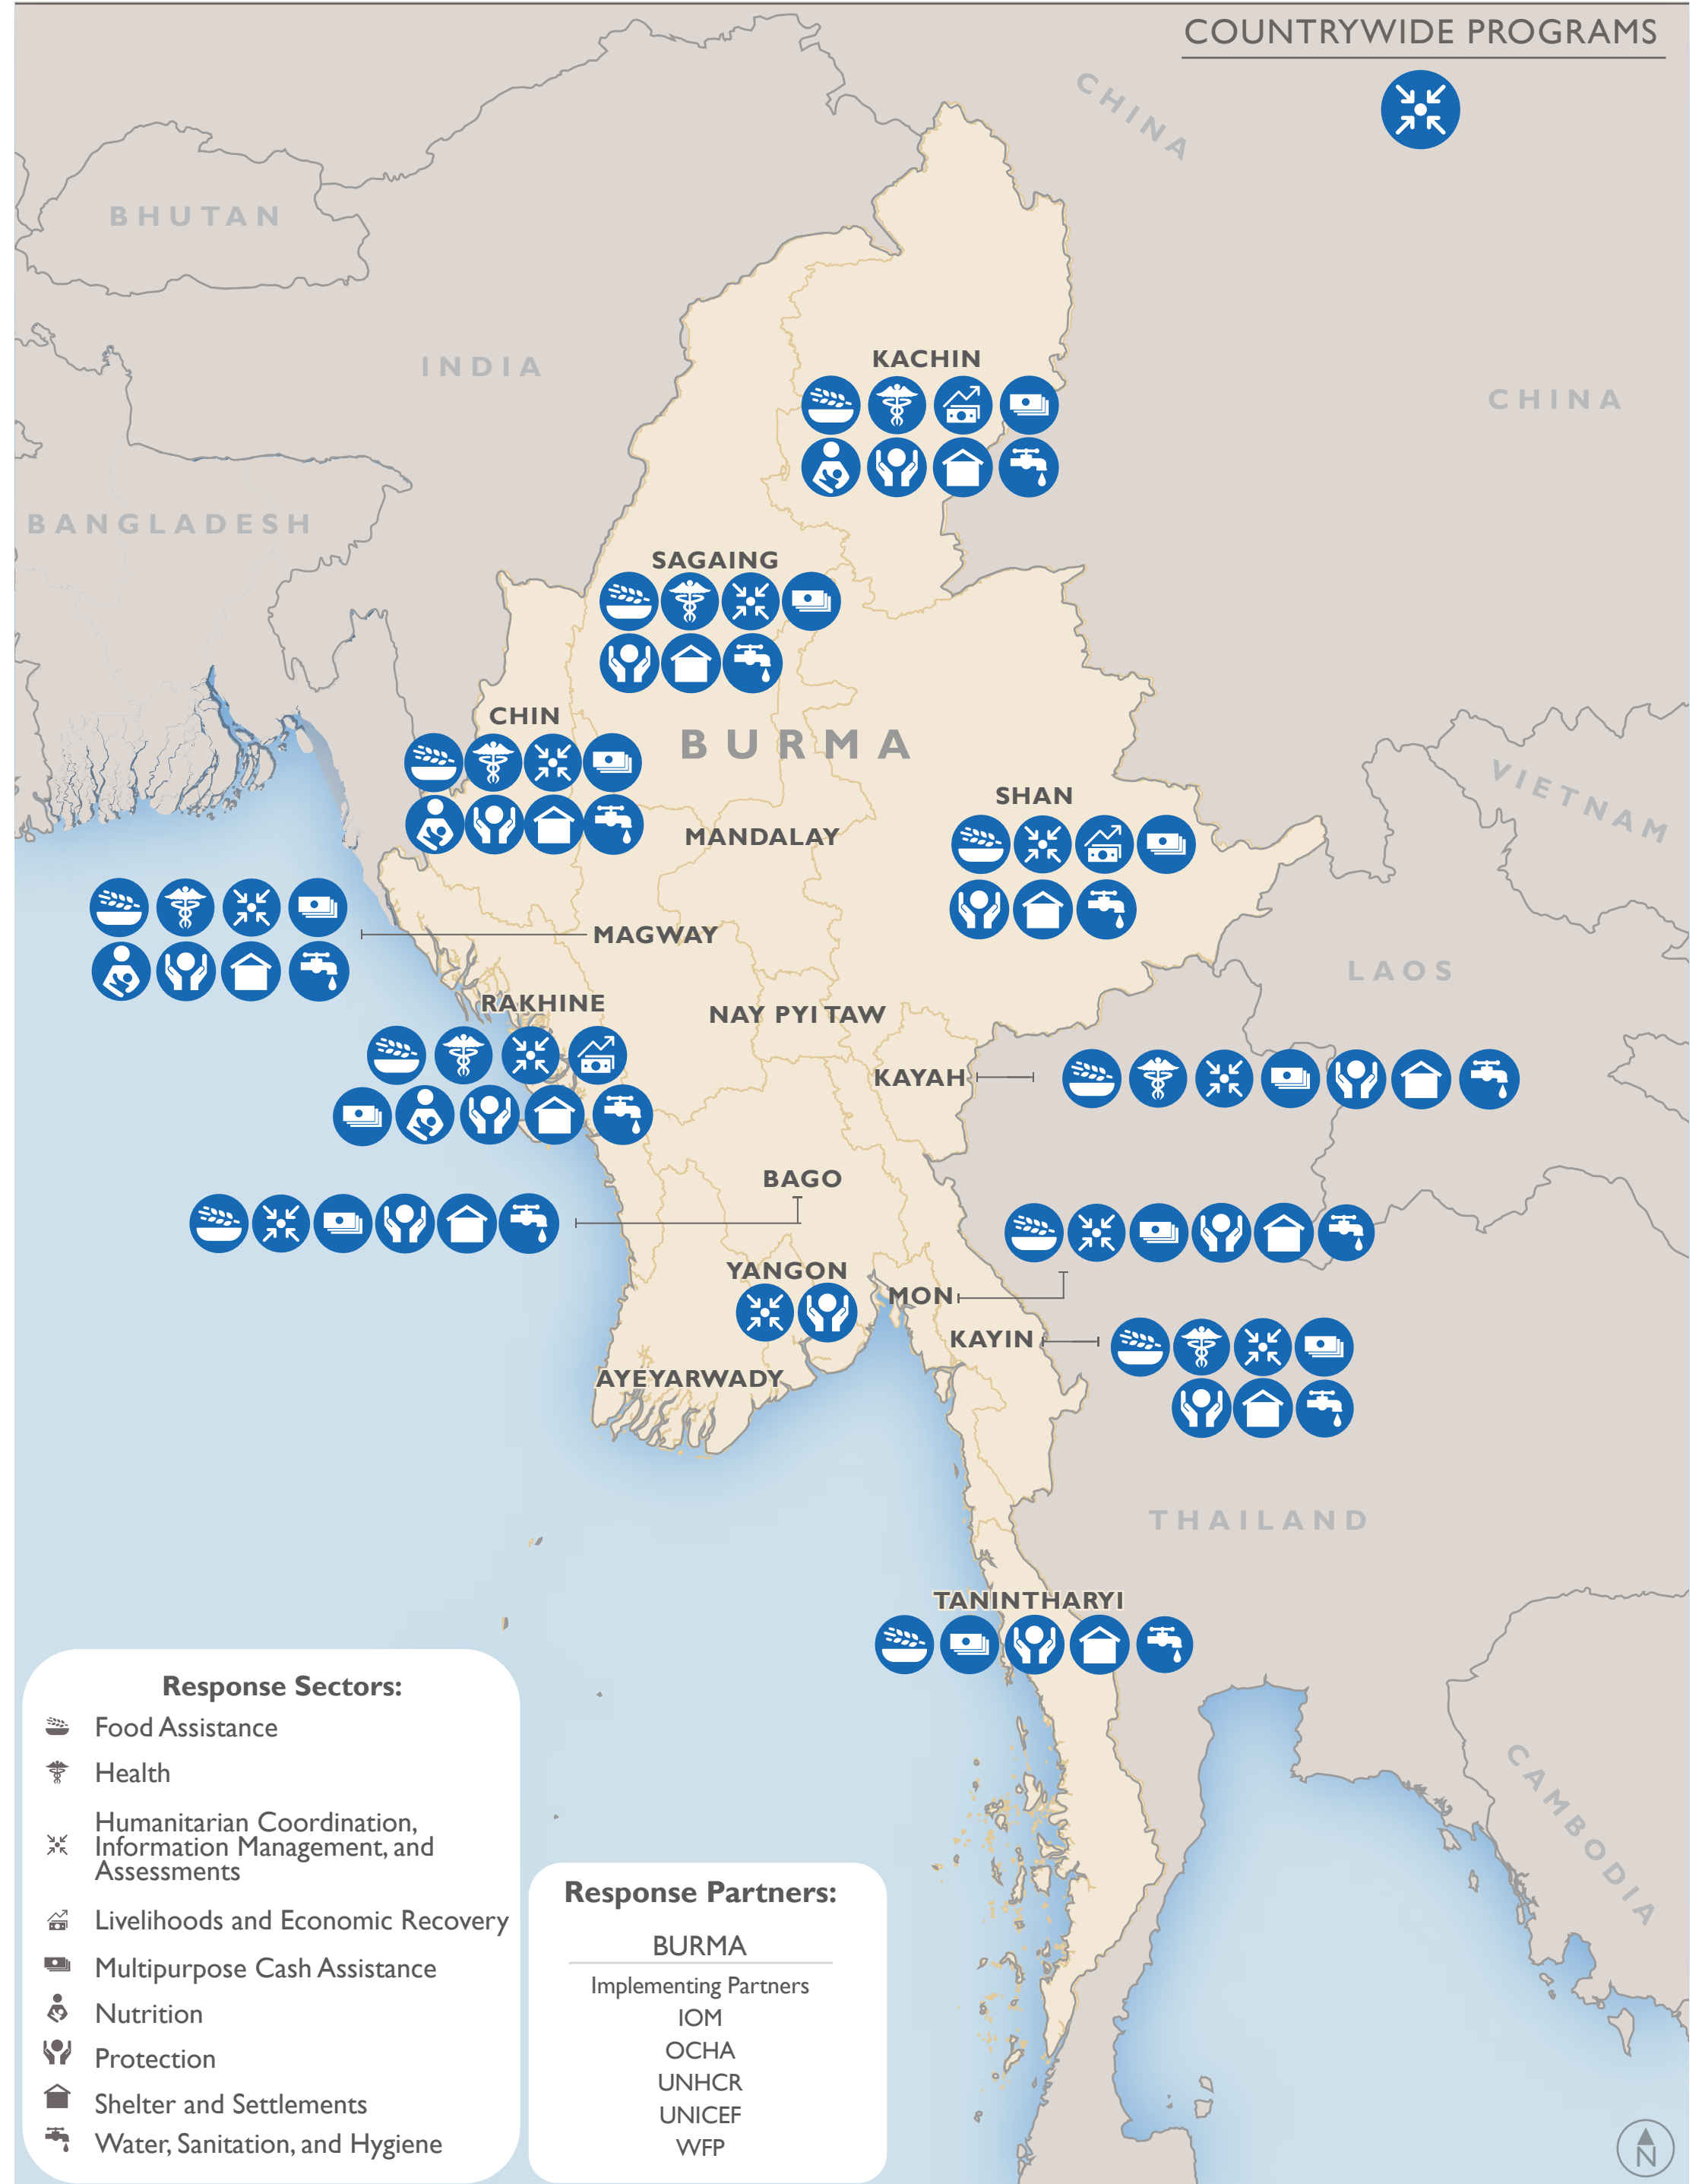 COUNTRYWIDE PROGRAMS
CHINA
BHUTAN
INDIA
KACHIN
CHINA
BANGLADESH
SAGAING
CHIN
BURMA
VIETNAM
SHAN
MANDALAY
MAGWAY
LAOS
RAKHINE
NAY PYI TAW
KAYAH
BAGO
YANGON
MON
KAYIN
AYEYARWADY
THAILAND
TANINTHARYI
CAMBODIA
Response Sectors:
Food Assistance
Health
Humanitarian Coordination,
Information Management, and
Assessments
Livelihoods and Economic Recovery
Multipurpose Cash Assistance
Nutrition
Protection
Shelter and Settlements
Water, Sanitation, and Hygiene
Response Partners:
BURMA
Implementing Partners
IOM
OCHA
UNHCR
UNICEF
WFP
N